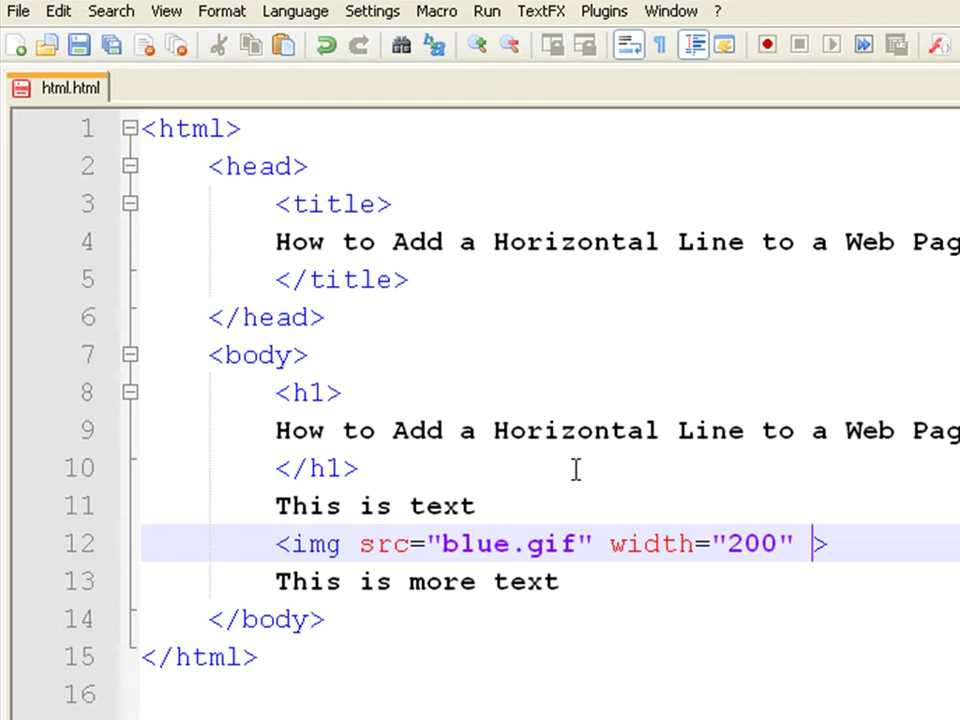 File Edit Search View Format Language Settings Macro Run TextFX Plugins Window ?
html.html
1 <html>
2 <head>
3 <title>
4 How to Add a Horizontal Line to a Web Pag
5 </title>
6 </head>
7 <body>
8 <h1>
9 How to Add a Horizontal Line to a Web Pag
10 </h1>
11 This is text
12 <img src="blue.gif" width="200" >
13 This is more text
14 </body>
15 </html>
16